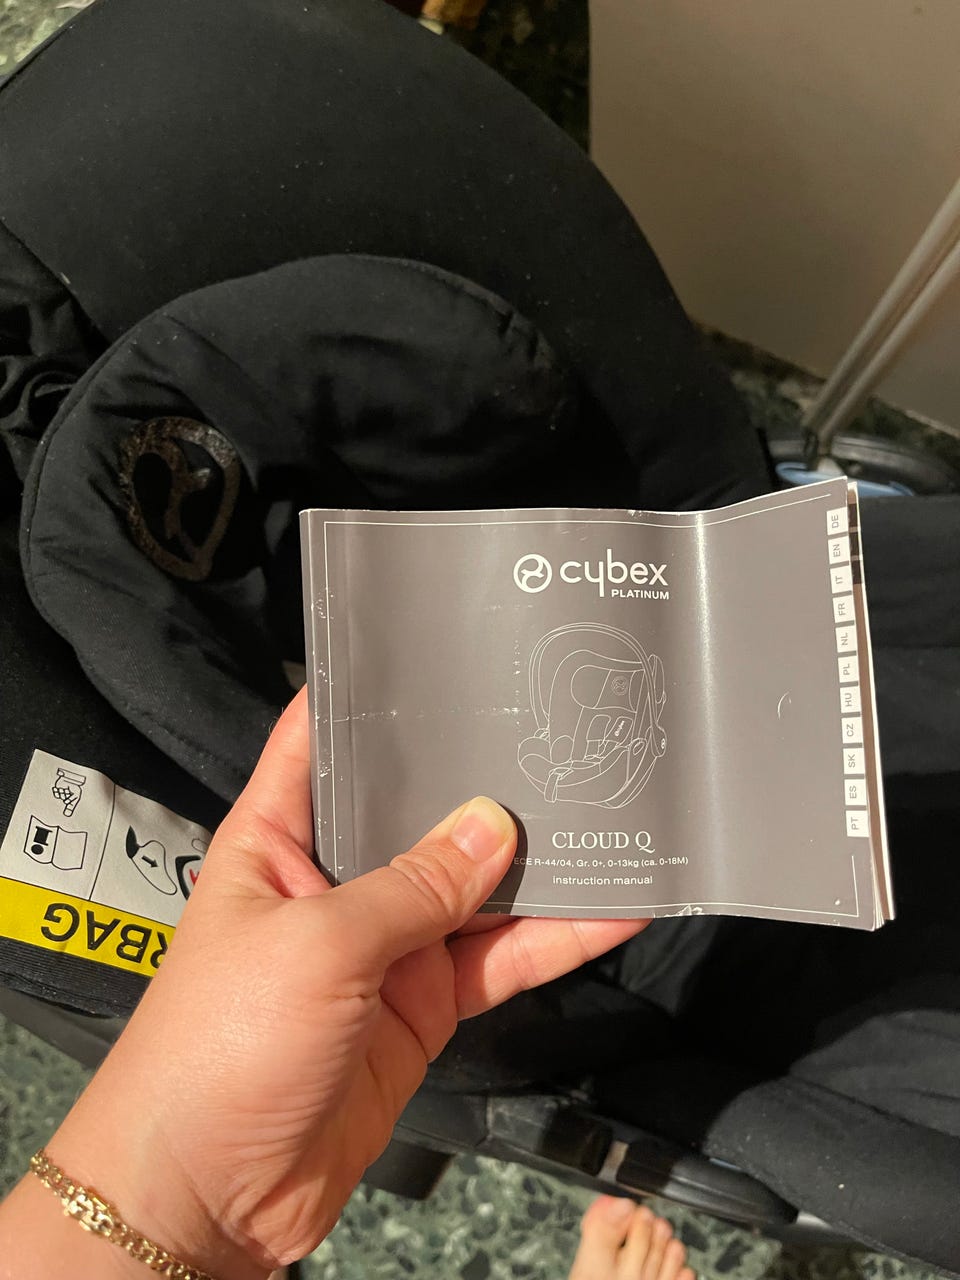 cybex
PLATINUM
CLOUD Q
ECE R-44/04, Gr. 0+, 0-13kg (ca. 0-18M)
instruction manual
DE
EN
IT
FR
NL
PL
HU
CZ
SK
ES
PT
RBAG